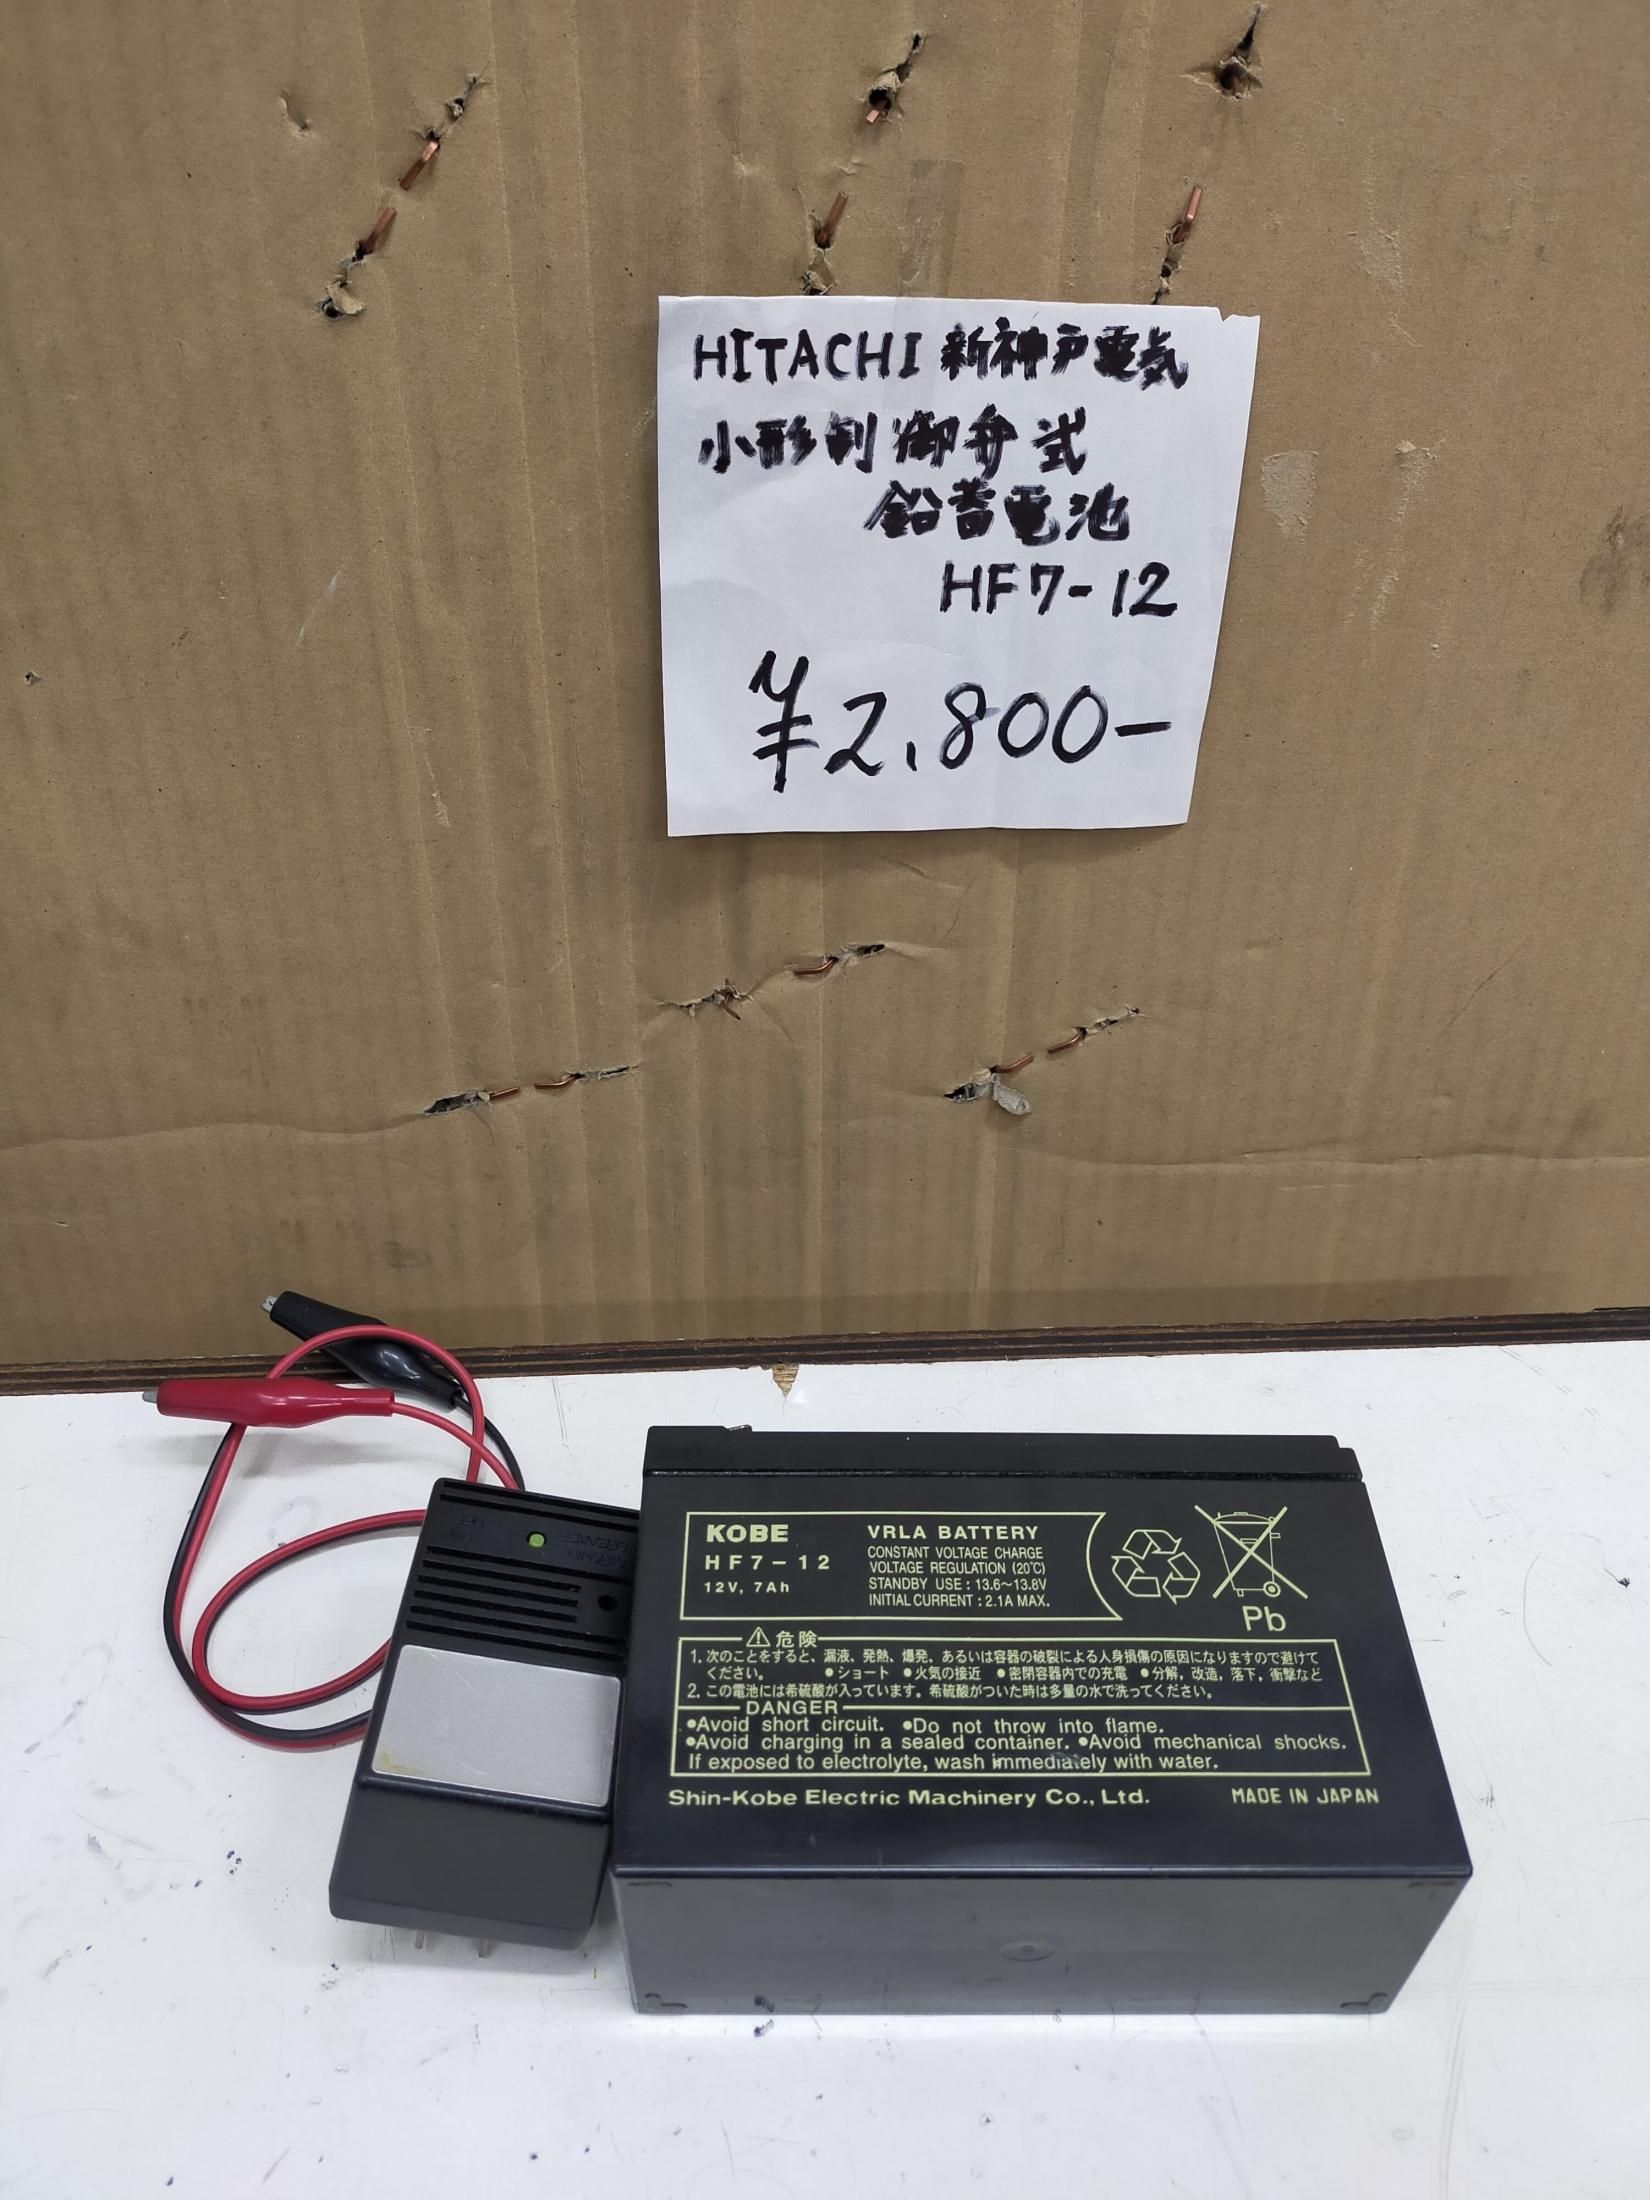 HITACHI 新神戸電気
小形制御弁式
鉛蓄電池
HF7-12
¥2,800-
KOBE
HF7-12
12V, 7Ah
VRLA BATTERY
CONSTANT VOLTAGE CHARGE
VOLTAGE REGULATION (20℃)
STANDBY USE : 13.6~13.8V
INITIAL CURRENT : 2.1A MAX.
Pb
⚠危険
1. 次のことをすると、漏液、発熱、爆発、あるいは容器の破裂による人身損傷の原因になりますので避けて
ください。 ●ショート ●火気の接近 ●密閉容器内での充電 ●分解，改造，落下，衝撃など
2. この電池には希硫酸が入っています。希硫酸がついた時は多量の水で洗ってください。
DANGER
●Avoid short circuit. ●Do not throw into flame.
●Avoid charging in a sealed container. ●Avoid mechanical shocks.
If exposed to electrolyte, wash immediately with water.
Shin-Kobe Electric Machinery Co., Ltd. MADE IN JAPAN